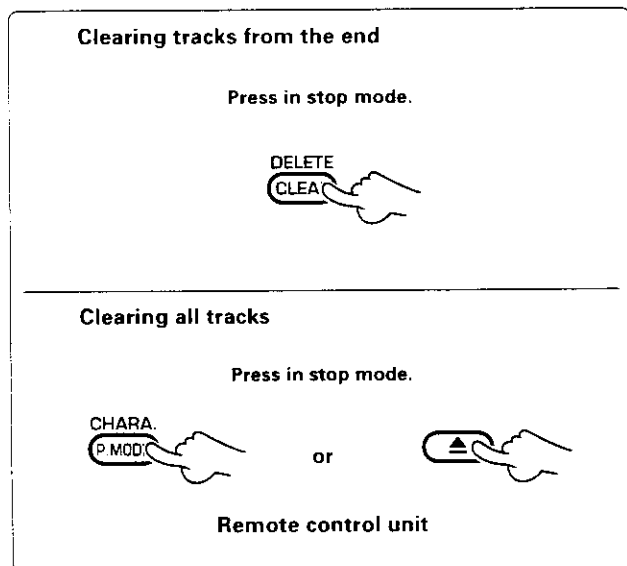 Clearing tracks from the end
Press in stop mode.
DELETE
CLEA
Clearing all tracks
Press in stop mode.
CHARA.
P.MOD
or
Remote control unit